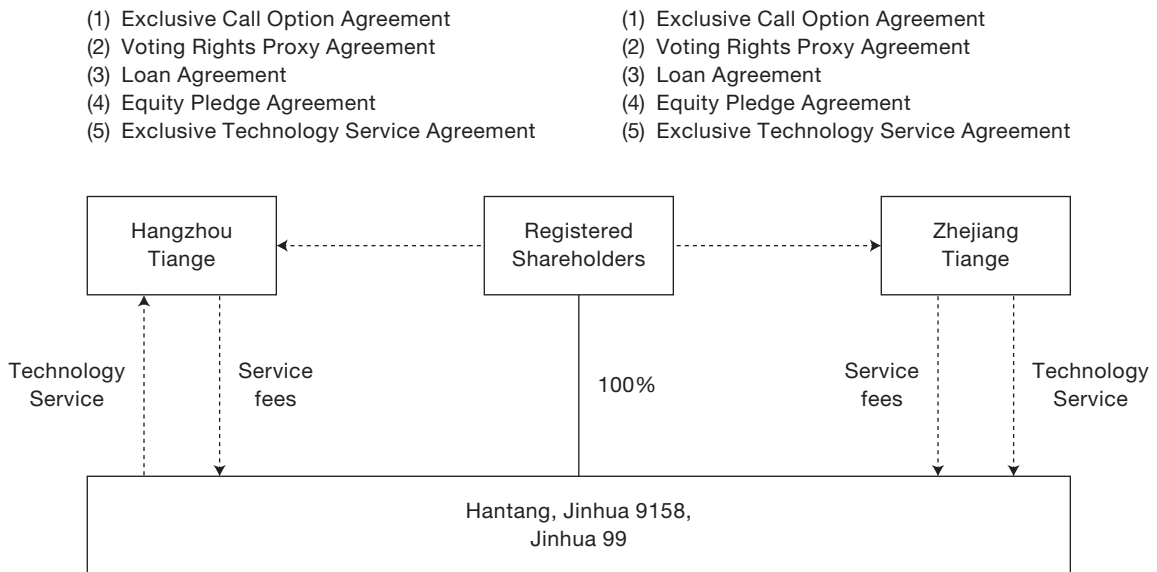 (1) Exclusive Call Option Agreement
(2) Voting Rights Proxy Agreement
(3) Loan Agreement
(4) Equity Pledge Agreement
(5) Exclusive Technology Service Agreement
(1) Exclusive Call Option Agreement
(2) Voting Rights Proxy Agreement
(3) Loan Agreement
(4) Equity Pledge Agreement
(5) Exclusive Technology Service Agreement
Hangzhou
Tiange
Registered
Shareholders
Zhejiang
Tiange
Technology
Service
Service
fees
100%
Service
fees
Technology
Service
Hantang, Jinhua 9158,
Jinhua 99